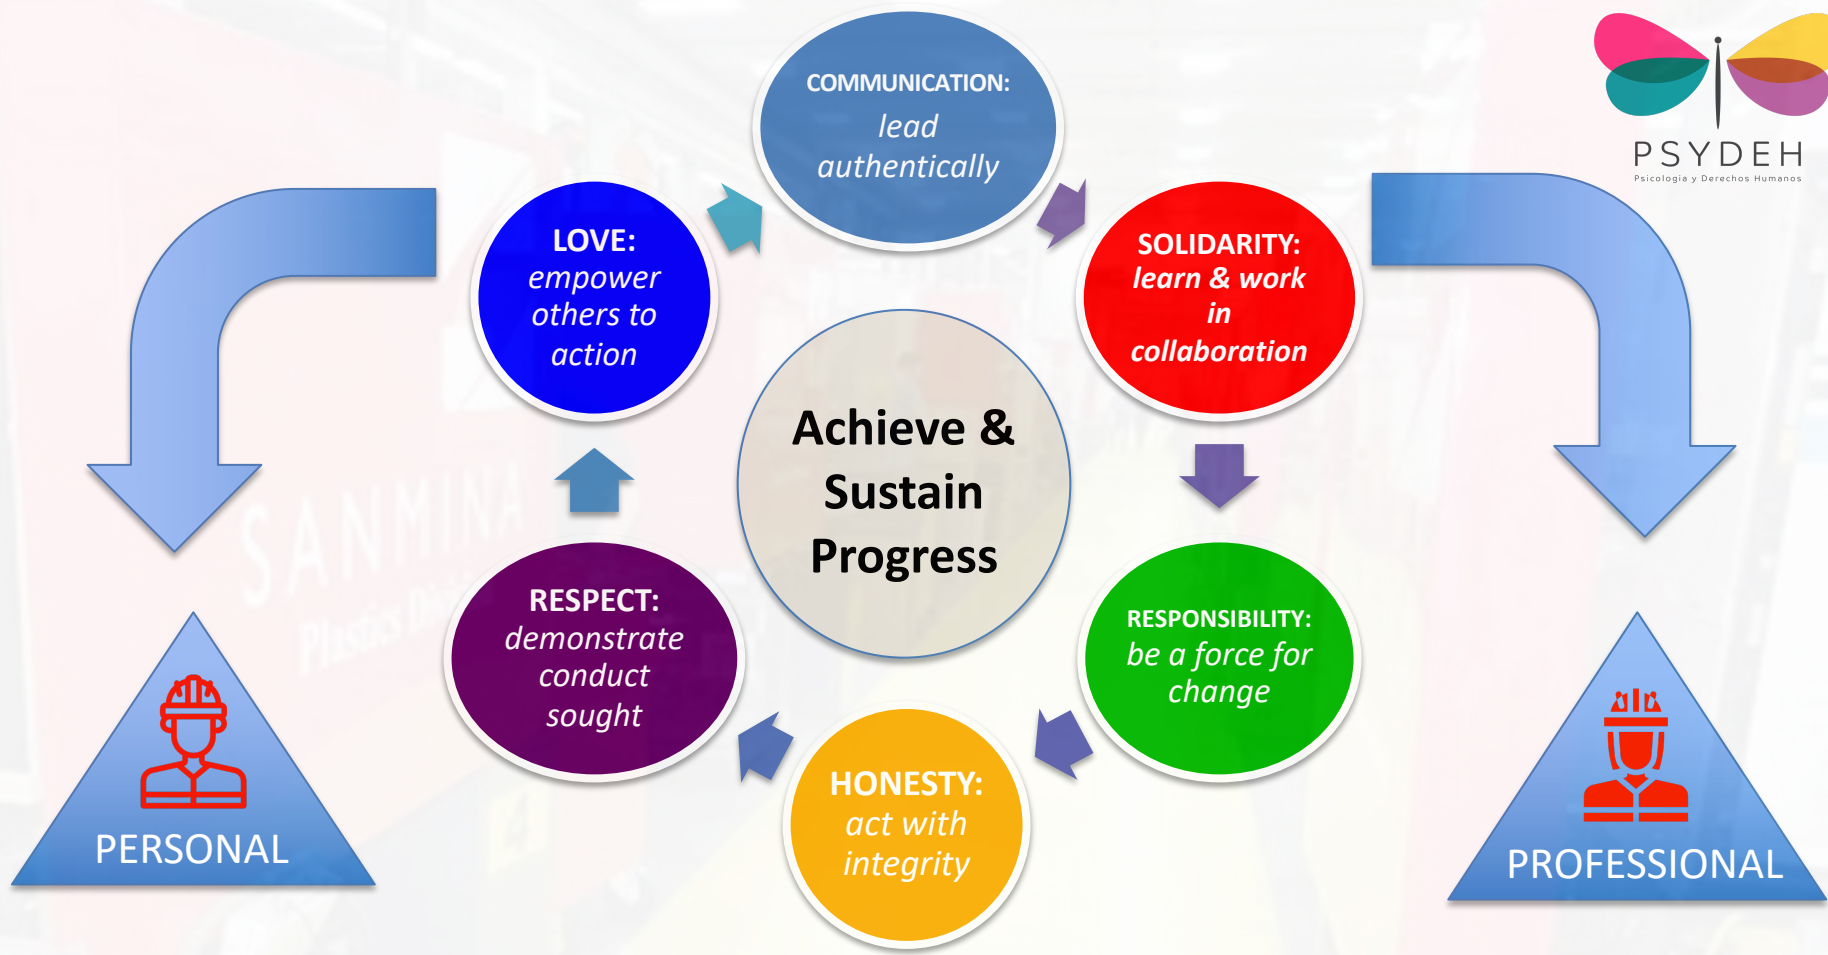 COMMUNICATION:
lead
authentically
PSYDEH
Psicología y Derechos Humanos
LOVE:
empower
others to
action
SOLIDARITY:
learn & work
in
collaboration
Achieve &
Sustain
Progress
SANMINA
Plastics
RESPECT:
demonstrate
conduct
sought
RESPONSIBILITY:
be a force for
change
HONESTY:
act with
integrity
PERSONAL
PROFESSIONAL